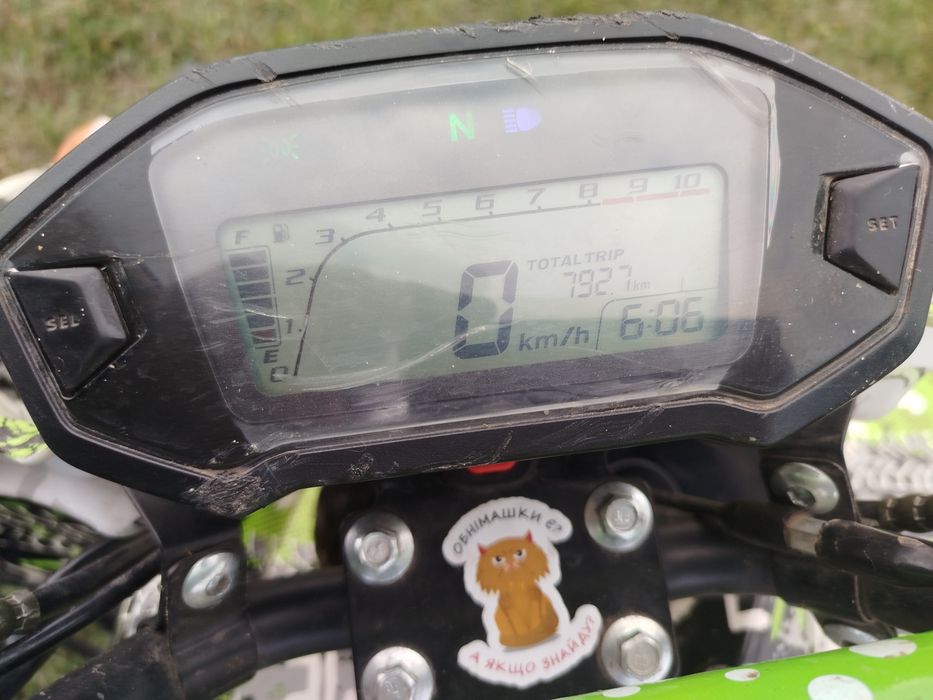 N
F
3 4 5 6 7 8 9 10
2
1
E
0
TOTAL TRIP
792.7 km
0 km/h
6:06
SEL
SET
ОБНІМАШКИ Є?
А ЯКЩО ЗНАЙДУ?